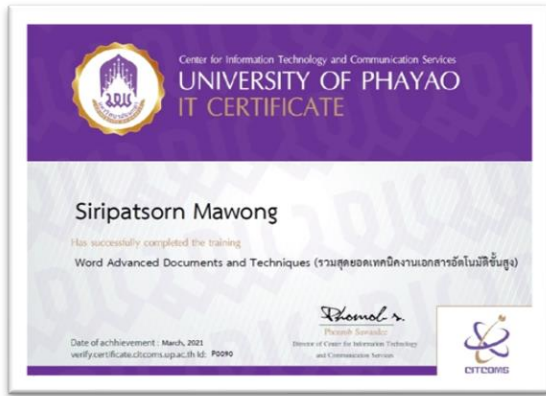 Center for Information Technology and Communication Services
UNIVERSITY OF PHAYAO
IT CERTIFICATE
Siripatsorn Mawong
Has successfully completed the training
Word Advanced Documents and Techniques (รวมสุดยอดเทคนิคงานเอกสารอัตโนมัติชั้นสูง)
Director of Center for Information Technology
and Communication Services
Date of achhievement : March, 2021
verify.certificate.citcoms.up.ac.th Id: P0090
CITCOMS